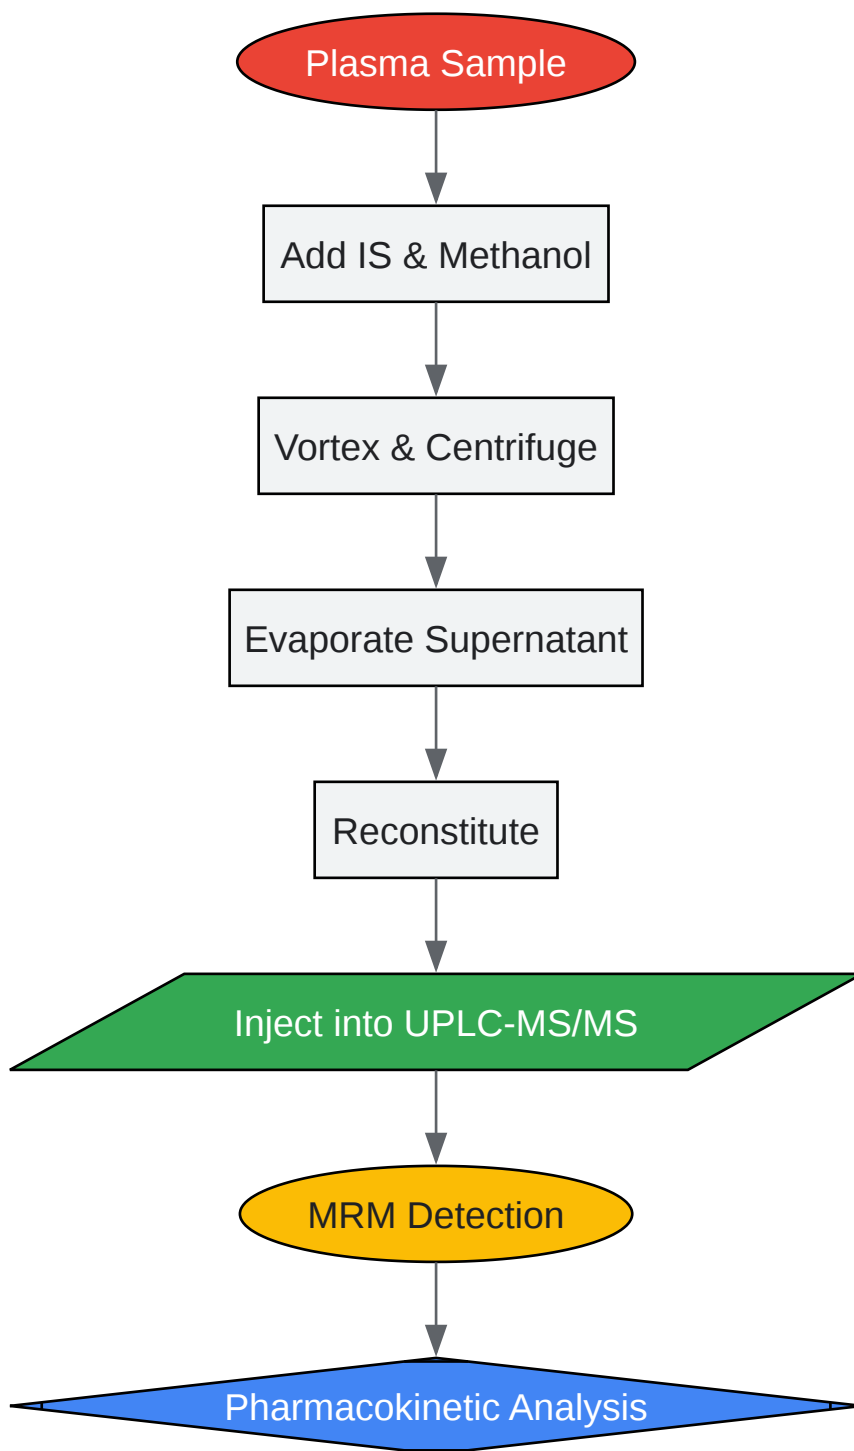 Plasma Sample
Add IS & Methanol
Vortex & Centrifuge
Evaporate Supernatant
Reconstitute
Inject into UPLC-MS/MS
MRM Detection
Pharmacokinetic Analysis